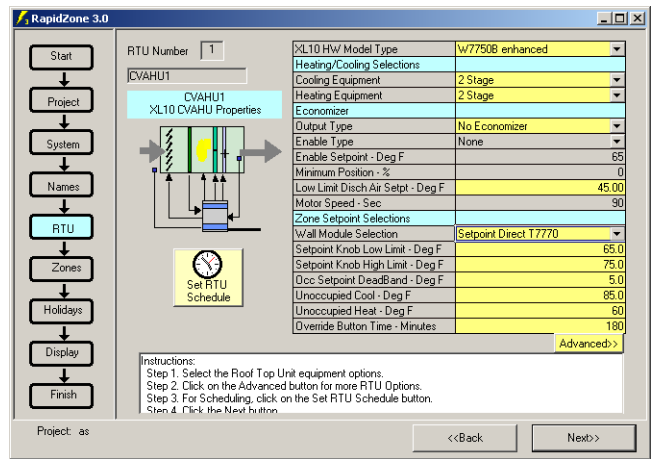 RapidZone 3.0
Start
Project
System
Names
RTU
Zones
Holidays
Display
Finish
RTU Number 1
CVAHU1
CVAHU1
XL10 CVAHU Properties
Set RTU
Schedule
XL10 HW Model Type W7750B enhanced
Heating/Cooling Selections
Cooling Equipment 2 Stage
Heating Equipment 2 Stage
Economizer
Output Type No Economizer
Enable Type None
Enable Setpoint - Deg F 65
Minimum Position - % 0
Low Limit Disch Air Setpt - Deg F 45.00
Motor Speed - Sec 90
Zone Setpoint Selections
Wall Module Selection Setpoint Direct T7770
Setpoint Knob Low Limit - Deg F 65.0
Setpoint Knob High Limit - Deg F 75.0
Occ Setpoint DeadBand - Deg F 5.0
Unoccupied Cool - Deg F 85.0
Unoccupied Heat - Deg F 60
Override Button Time - Minutes 180
Advanced>>
Instructions:
Step 1. Select the Roof Top Unit equipment options.
Step 2. Click on the Advanced button for more RTU Options.
Step 3. For Scheduling, click on the Set RTU Schedule button.
Step 4. Click the Next button
Project: as
<<Back
Next>>